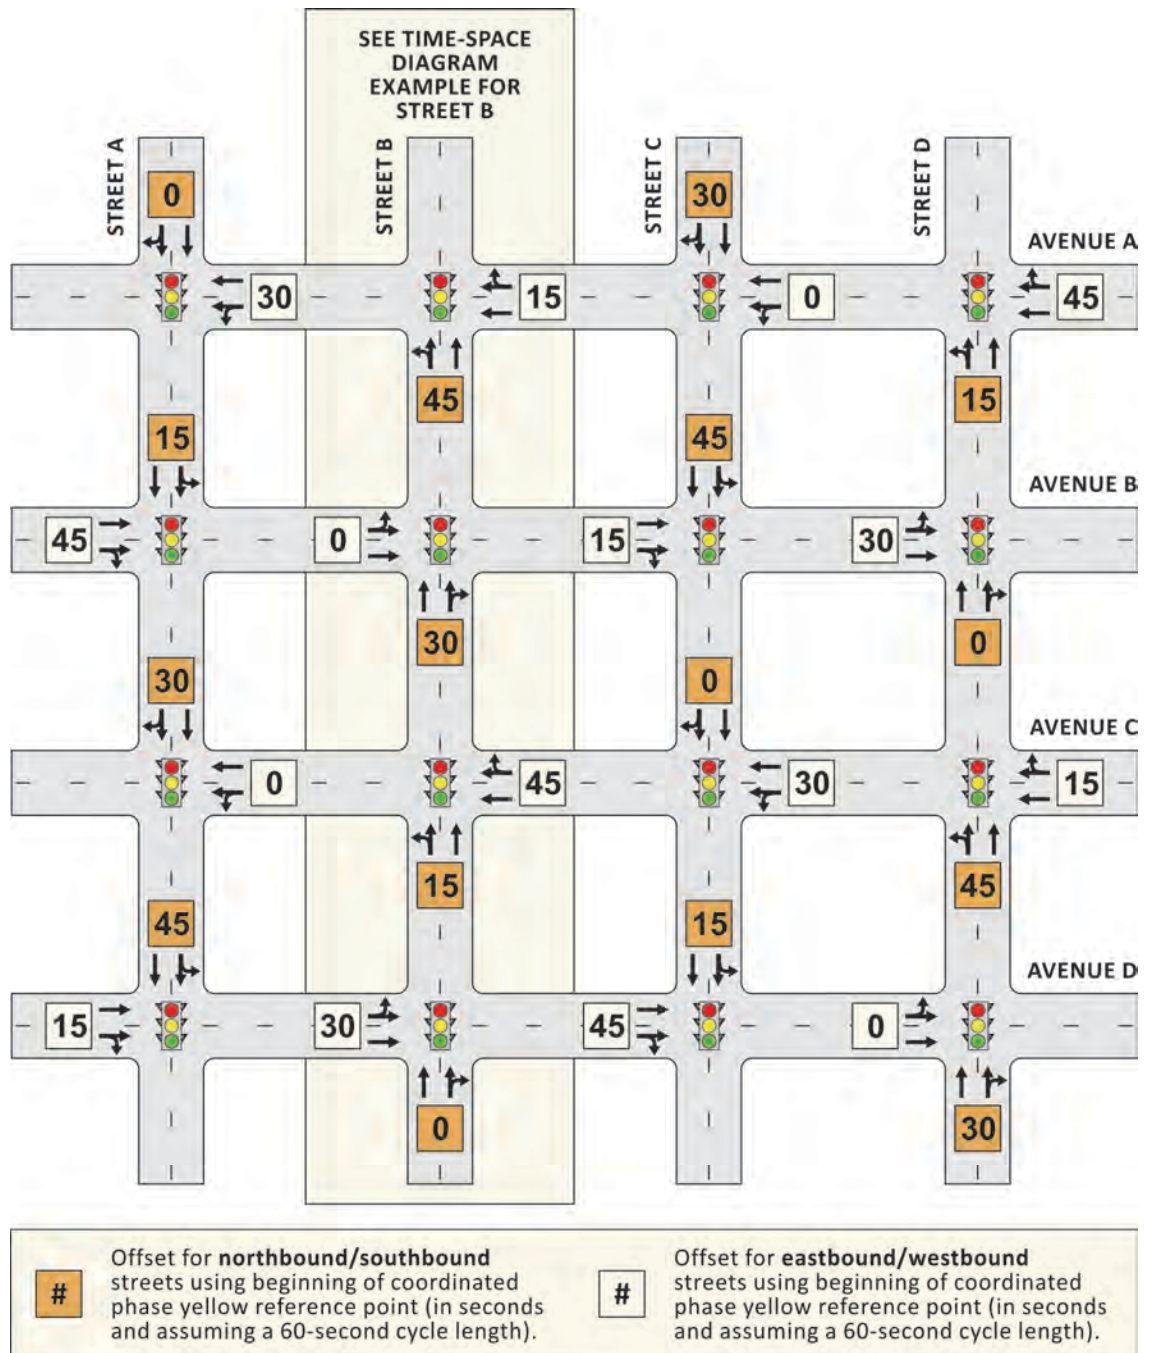 SEE TIME-SPACE
DIAGRAM
EXAMPLE FOR
STREET B
STREET A
STREET B
STREET C
STREET D
0
30
AVENUE A
30
15
0
45
45
15
15
45
AVENUE B
45
0
15
30
30
0
30
0
AVENUE C
0
45
30
15
15
45
45
15
AVENUE D
15
30
45
0
0
30
# Offset for northbound/southbound
streets using beginning of coordinated
phase yellow reference point (in seconds
and assuming a 60-second cycle length).
# Offset for eastbound/westbound
streets using beginning of coordinated
phase yellow reference point (in seconds
and assuming a 60-second cycle length).